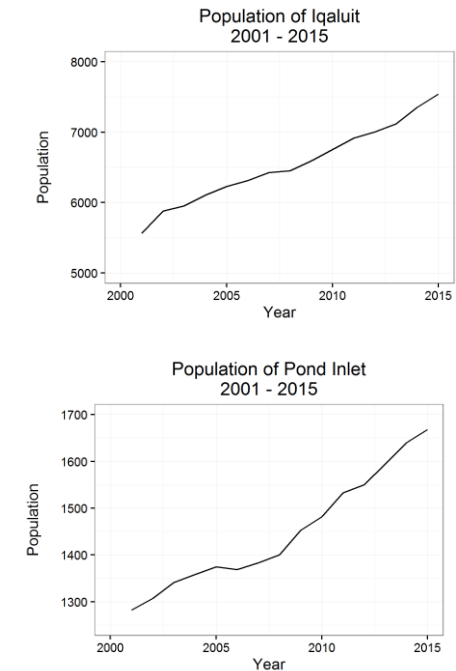 Population of Iqaluit
2001 - 2015
8000
7000
6000
5000
Population
2000 2005 2010 2015
Year
Population of Pond Inlet
2001 - 2015
1700
1600
1500
1400
1300
Population
2000 2005 2010 2015
Year